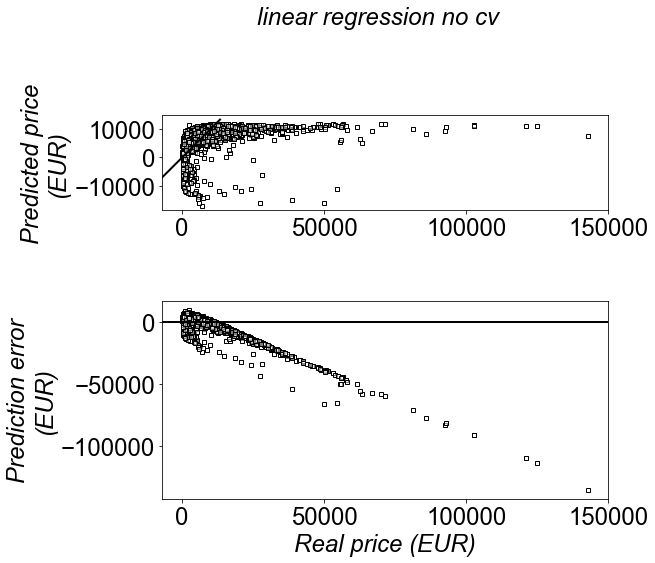 linear regression no cv
Predicted price
(EUR)
10000
0
−10000
0
50000
100000
150000
Prediction error
(EUR)
0
−50000
−100000
0
50000
100000
150000
Real price (EUR)